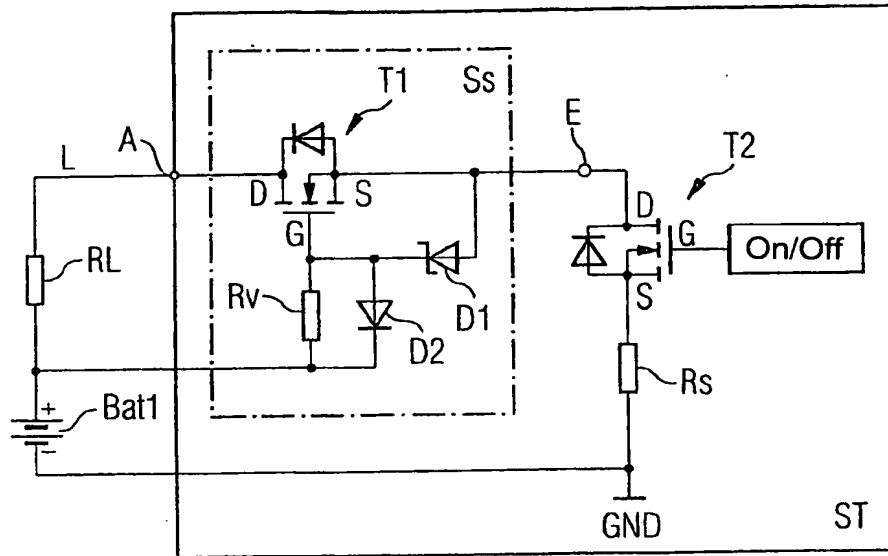 Ss
T1
E
A
L
D
S
G
T2
D
G
On/Off
S
RL
Rv
D1
D2
Rs
+
Bat1
−
GND
ST